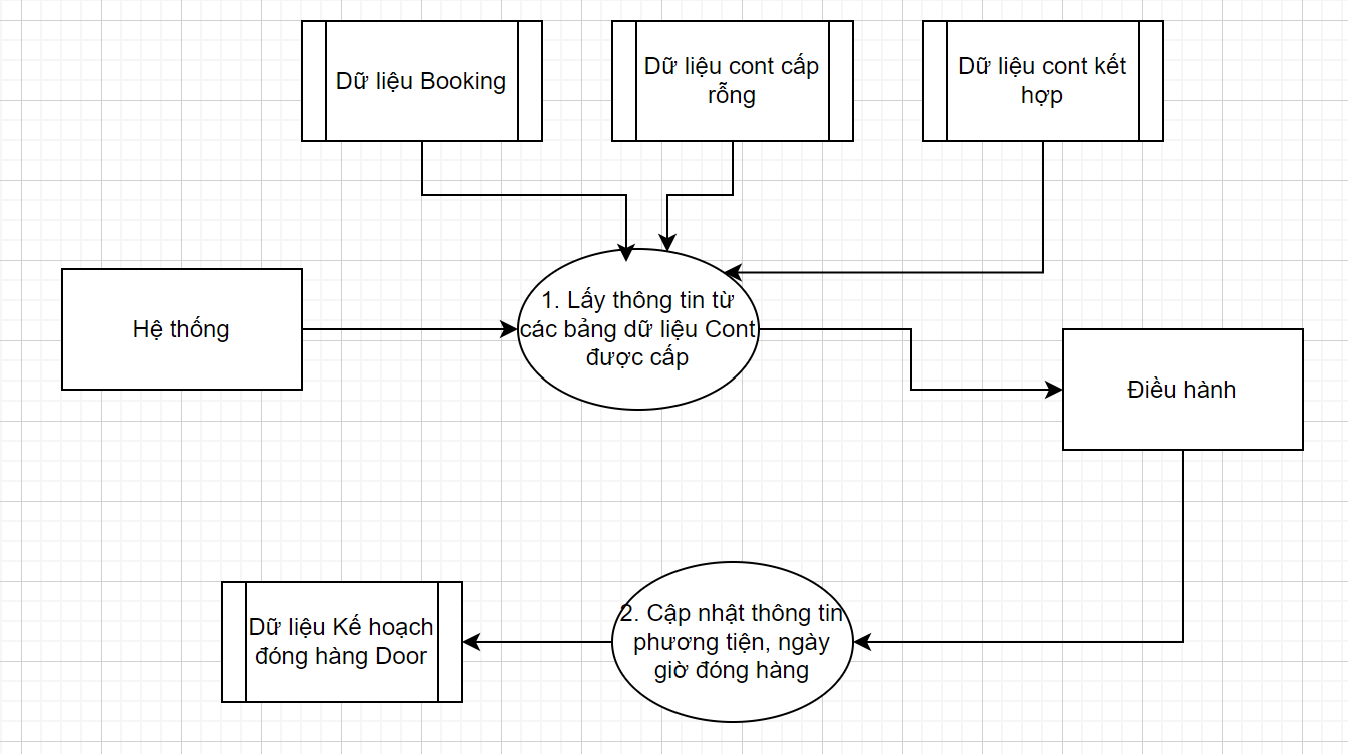 Dữ liệu Booking
Dữ liệu cont cấp
rỗng
Dữ liệu cont kết
hợp
Hệ thống
1. Lấy thông tin từ
các bảng dữ liệu Cont
được cấp
Điều hành
2. Cập nhật thông tin
phương tiện, ngày
giờ đóng hàng
Dữ liệu Kế hoạch
đóng hàng Door